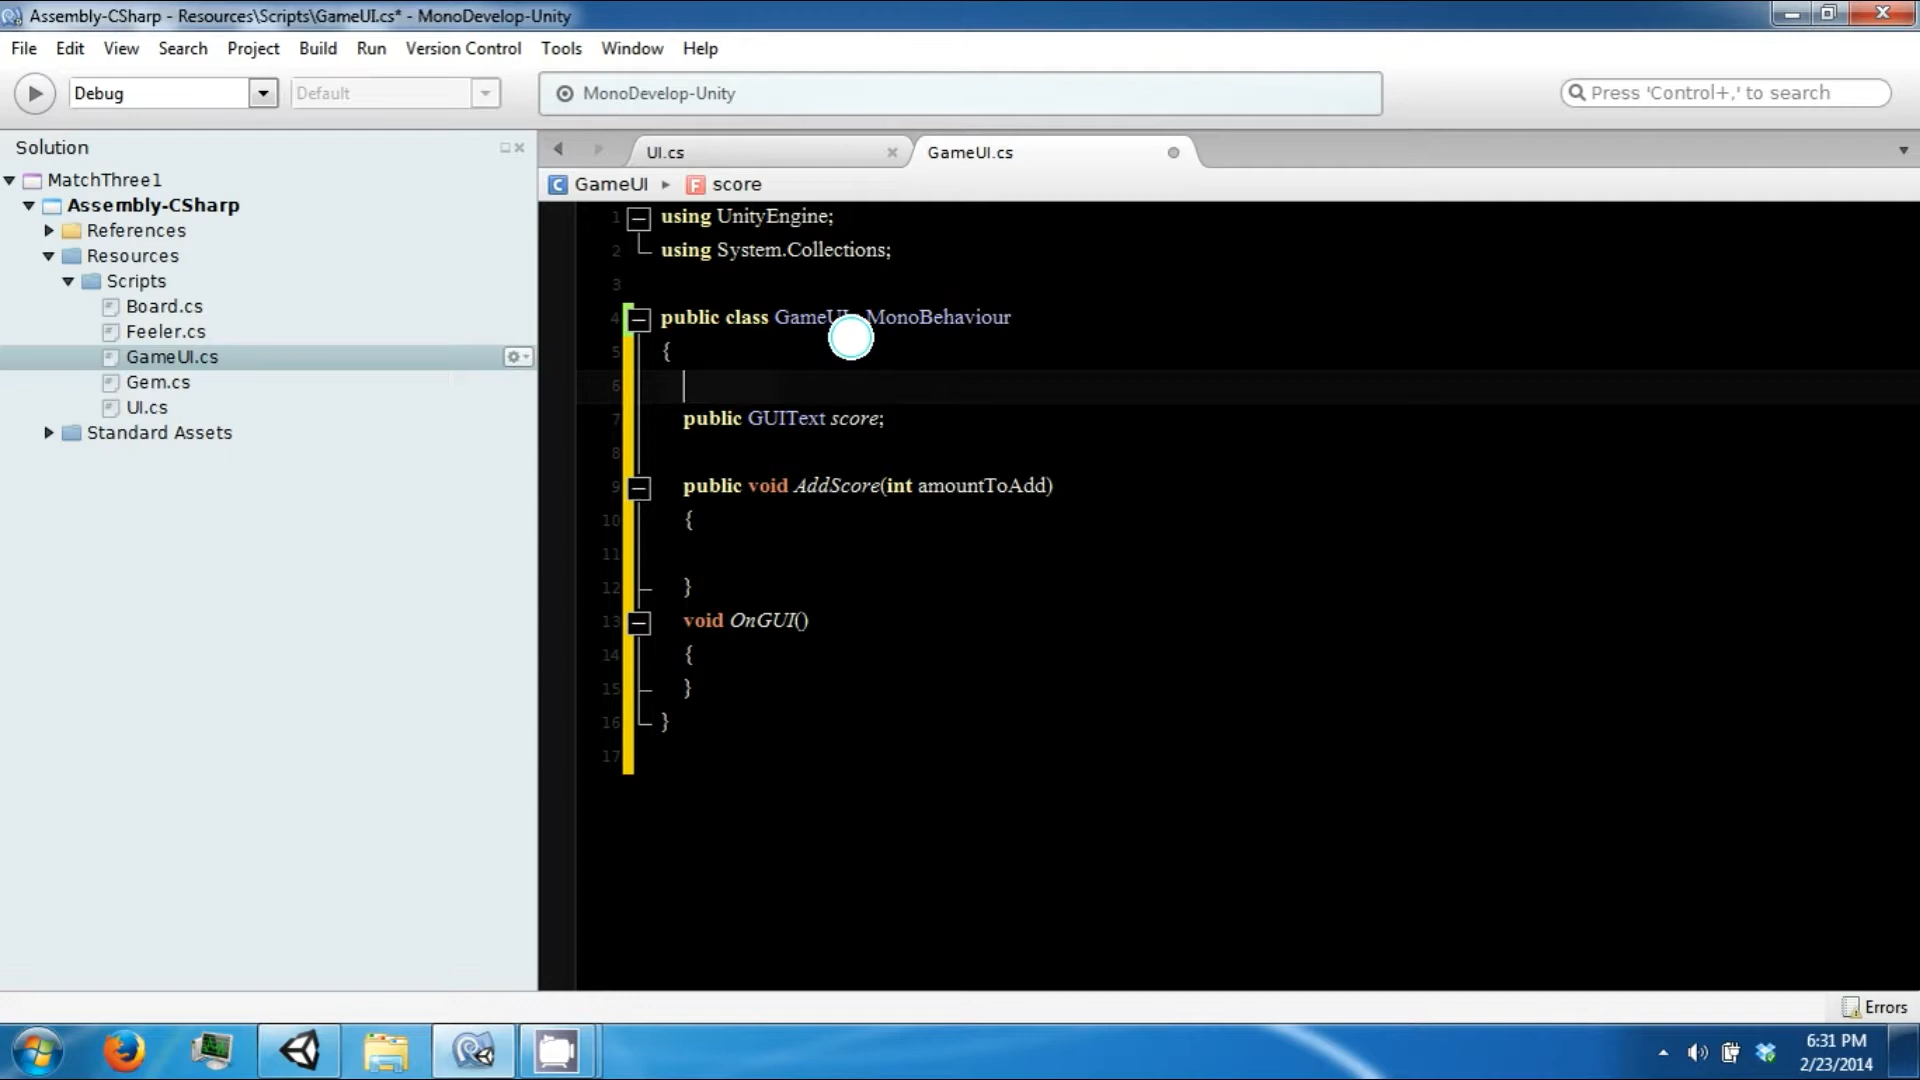 Assembly-CSharp - Resources\Scripts\GameUI.cs* - MonoDevelop-Unity
File Edit View Search Project Build Run Version Control Tools Window Help
Debug Default MonoDevelop-Unity Press 'Control+,' to search
Solution
MatchThree1
Assembly-CSharp
References
Resources
Scripts
Board.cs
Feeler.cs
GameUI.cs
Gem.cs
UI.cs
Standard Assets
UI.cs GameUI.cs
C GameUI F score
1 using UnityEngine;
2 using System.Collections;
3
4 public class GameUI MonoBehaviour
5 {
6
7 public GUIText score;
8
9 public void AddScore(int amountToAdd)
10 {
11
12 }
13 void OnGUI()
14 {
15 }
16 }
17
Errors
6:31 PM
2/23/2014